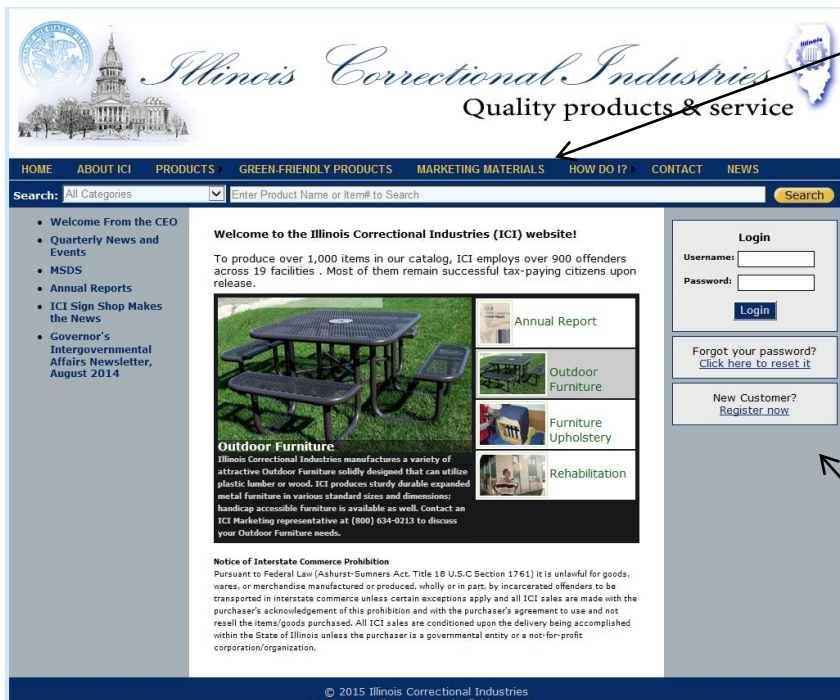 Illinois Correctional Industries
Quality products & service
Illinois
HOME ABOUT ICI PRODUCTS GREEN-FRIENDLY PRODUCTS MARKETING MATERIALS HOW DO I? CONTACT NEWS
Search: All Categories Enter Product Name or Item# to Search Search
• Welcome From the CEO
• Quarterly News and
Events
• MSDS
• Annual Reports
• ICI Sign Shop Makes
the News
• Governor's
Intergovernmental
Affairs Newsletter,
August 2014
Welcome to the Illinois Correctional Industries (ICI) website!
To produce over 1,000 items in our catalog, ICI employs over 900 offenders
across 19 facilities . Most of them remain successful tax-paying citizens upon
release.
Annual Report
Outdoor
Furniture
Furniture
Upholstery
Rehabilitation
Outdoor Furniture
Illinois Correctional Industries manufactures a variety of
attractive Outdoor Furniture solidly designed that can utilize
plastic lumber or wood. ICI produces sturdy durable expanded
metal furniture in various standard sizes and dimensions;
handicap accessible furniture is available as well. Contact an
ICI Marketing representative at (800) 634-0213 to discuss
your Outdoor Furniture needs.
Notice of Interstate Commerce Prohibition
Pursuant to Federal Law (Ashurst-Sumners Act, Title 18 U.S.C Section 1761) it is unlawful for goods,
wares, or merchandise manufactured or produced, wholly or in part, by incarcerated offenders to be
transported in interstate commerce unless certain exceptions apply and all ICI sales are made with the
purchaser's acknowledgement of this prohibition and with the purchaser's agreement to use and not
resell the items/goods purchased. All ICI sales are conditioned upon the delivery being accomplished
within the State of Illinois unless the purchaser is a governmental entity or a not-for-profit
corporation/organization.
Login
Username:
Password:
Login
Forgot your password?
Click here to reset it
New Customer?
Register now
© 2015 Illinois Correctional Industries